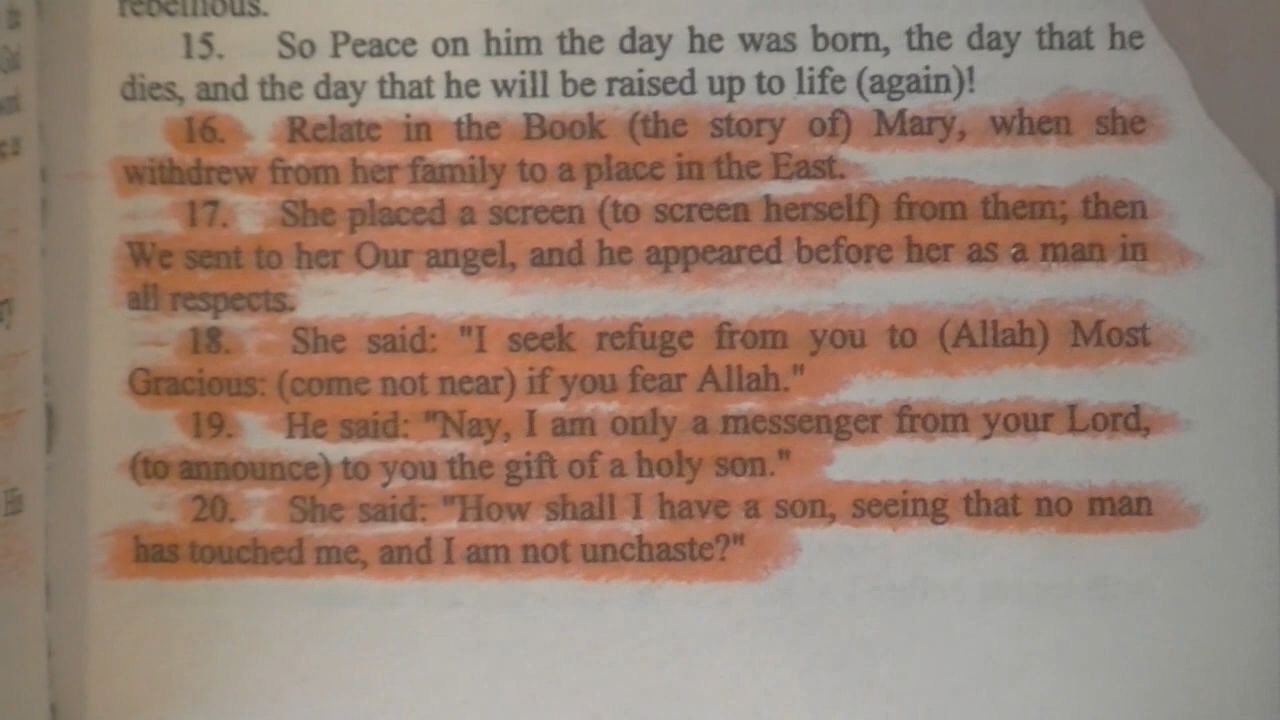 rebellious.
15. So Peace on him the day he was born, the day that he
dies, and the day that he will be raised up to life (again)!
16. Relate in the Book (the story of) Mary, when she
withdrew from her family to a place in the East.
17. She placed a screen (to screen herself) from them; then
We sent to her Our angel, and he appeared before her as a man in
all respects.
18. She said: "I seek refuge from you to (Allah) Most
Gracious: (come not near) if you fear Allah."
19. He said: "Nay, I am only a messenger from your Lord,
(to announce) to you the gift of a holy son."
20. She said: "How shall I have a son, seeing that no man
has touched me, and I am not unchaste?"